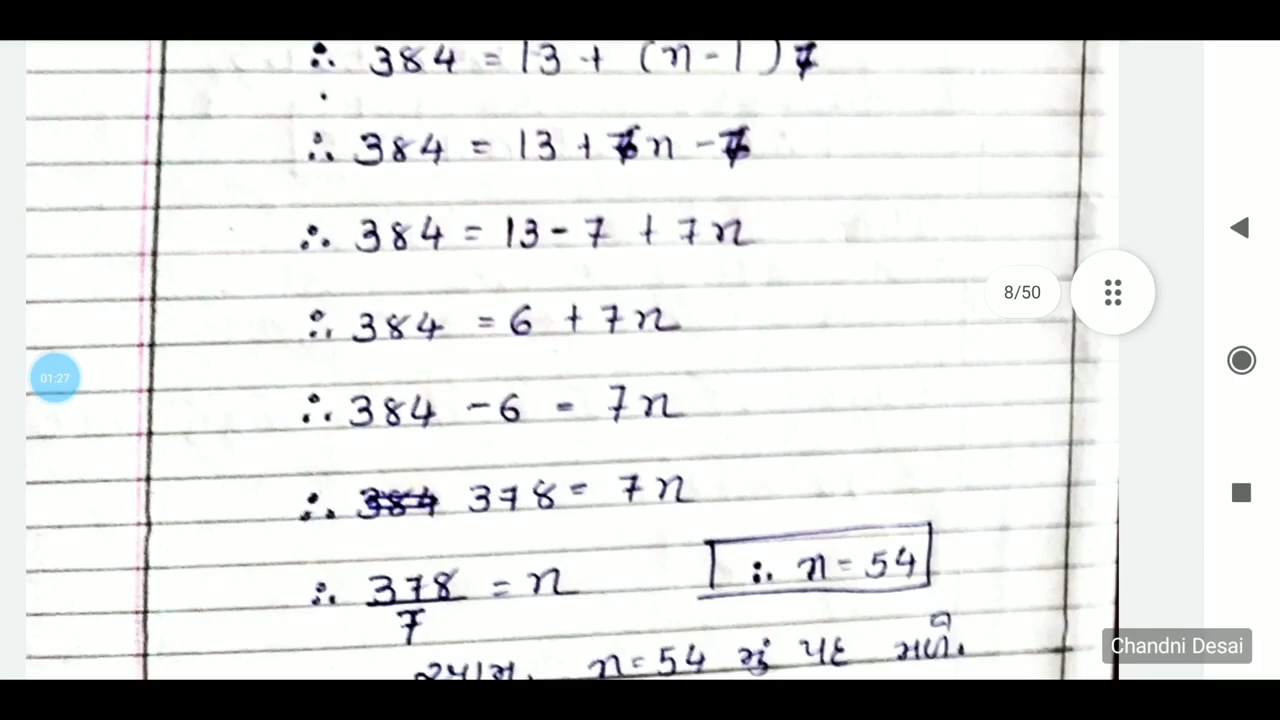 ∴ 384 = 13 + (n - 1) 7
∴ 384 = 13 + 7n - 7
∴ 384 = 13 - 7 + 7n
∴ 384 = 6 + 7n
8/50
01:27
∴ 384 - 6 = 7n
∴ 384 378 = 7n
∴ 378/7 = n ∴ n = 54
n = 54 મું પદ મળે.
Chandni Desai